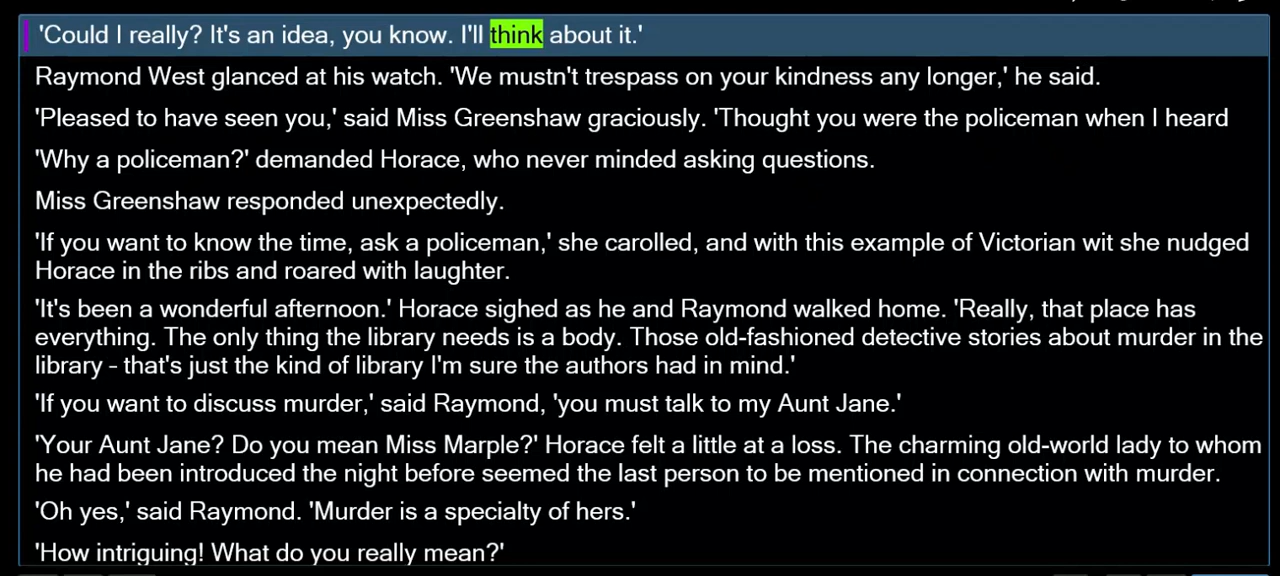 'Could I really? It's an idea, you know. I'll think about it.'
Raymond West glanced at his watch. 'We mustn't trespass on your kindness any longer,' he said.
'Pleased to have seen you,' said Miss Greenshaw graciously. 'Thought you were the policeman when I heard
'Why a policeman?' demanded Horace, who never minded asking questions.
Miss Greenshaw responded unexpectedly.
'If you want to know the time, ask a policeman,' she carolled, and with this example of Victorian wit she nudged
Horace in the ribs and roared with laughter.
'It's been a wonderful afternoon.' Horace sighed as he and Raymond walked home. 'Really, that place has
everything. The only thing the library needs is a body. Those old-fashioned detective stories about murder in the
library – that's just the kind of library I'm sure the authors had in mind.'
'If you want to discuss murder,' said Raymond, 'you must talk to my Aunt Jane.'
'Your Aunt Jane? Do you mean Miss Marple?' Horace felt a little at a loss. The charming old-world lady to whom
he had been introduced the night before seemed the last person to be mentioned in connection with murder.
'Oh yes,' said Raymond. 'Murder is a specialty of hers.'
'How intriguing! What do you really mean?'